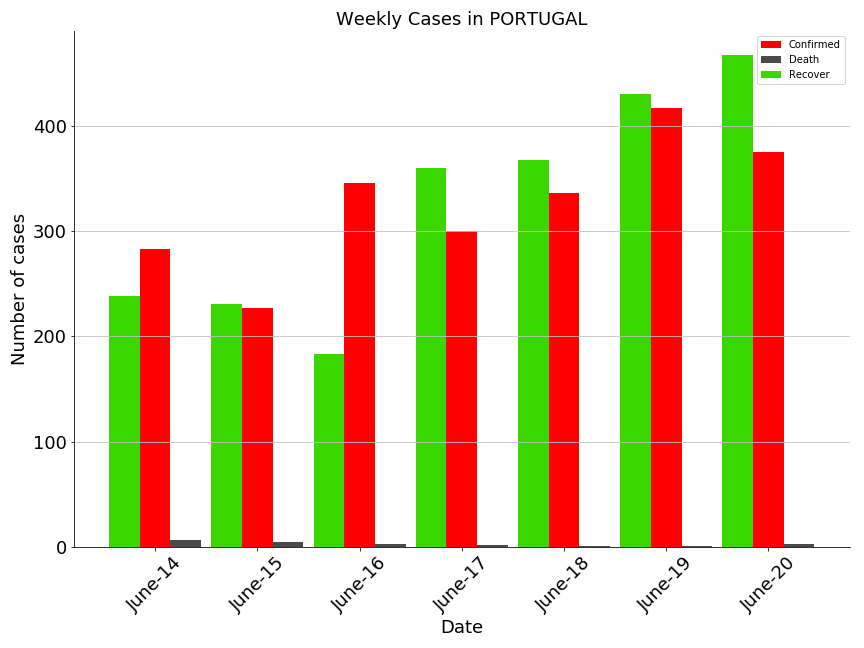 Weekly Cases in PORTUGAL
Confirmed
Death
Recover
Number of cases
400
300
200
100
0
June-14
June-15
June-16
June-17
June-18
June-19
June-20
Date